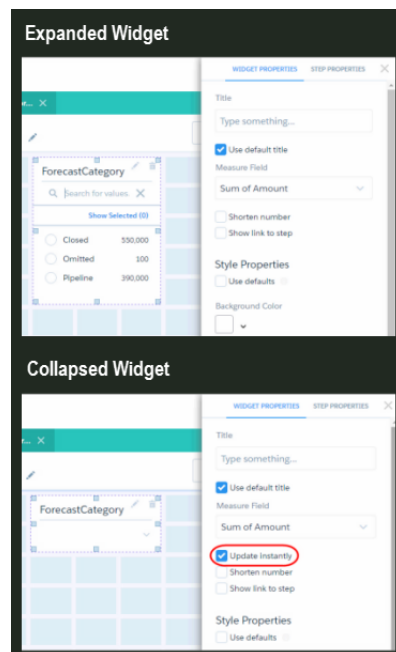 Expanded Widget
WIDGET PROPERTIES STEP PROPERTIES
Title
Type something...
Use default title
ForecastCategory
Measure Field
Search for values.
Sum of Amount
Show Selected (0)
Shorten number
Closed 550,000
Show link to step
Omitted 100
Style Properties
Pipeline 390,000
Use defaults
Background Color
Collapsed Widget
WIDGET PROPERTIES STEP PROPERTIES
Title
Type something...
Use default title
ForecastCategory
Measure Field
Sum of Amount
Update instantly
Shorten number
Show link to step
Style Properties
Use defaults